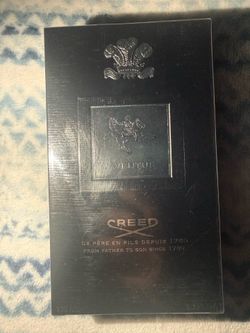 AVENTUS
CREED
DE PÈRE EN FILS DEPUIS 1760
FROM FATHER TO SON SINCE 1760